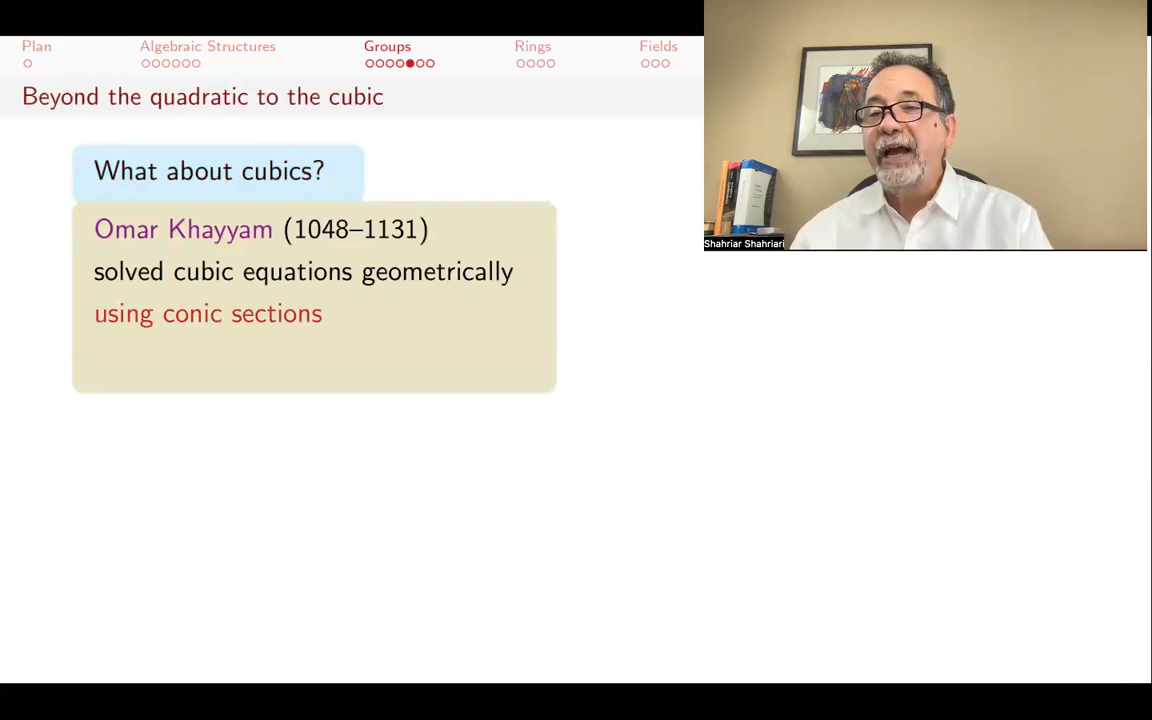 Plan Algebraic Structures Groups Rings Fields
Beyond the quadratic to the cubic
What about cubics?
Omar Khayyam (1048–1131)
solved cubic equations geometrically
using conic sections
Shahriar Shahriari